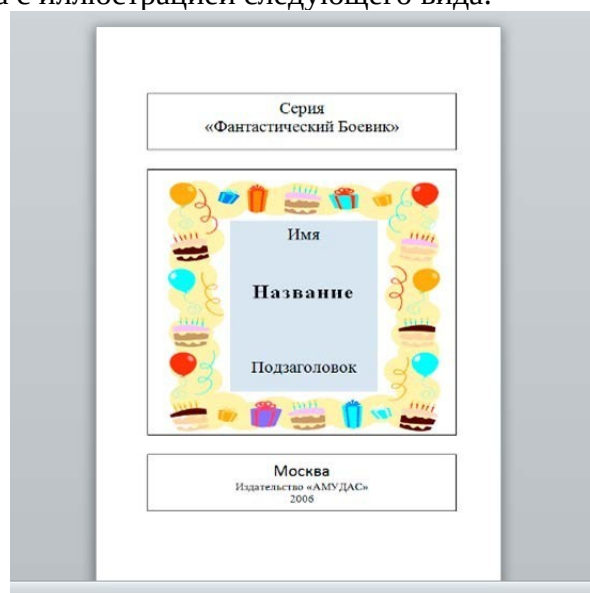 а с иллюстрацией следующего вида:
Серия
«Фантастический Боевик»
Имя
Название
Подзаголовок
Москва
Издательство «АМУДАС»
2006